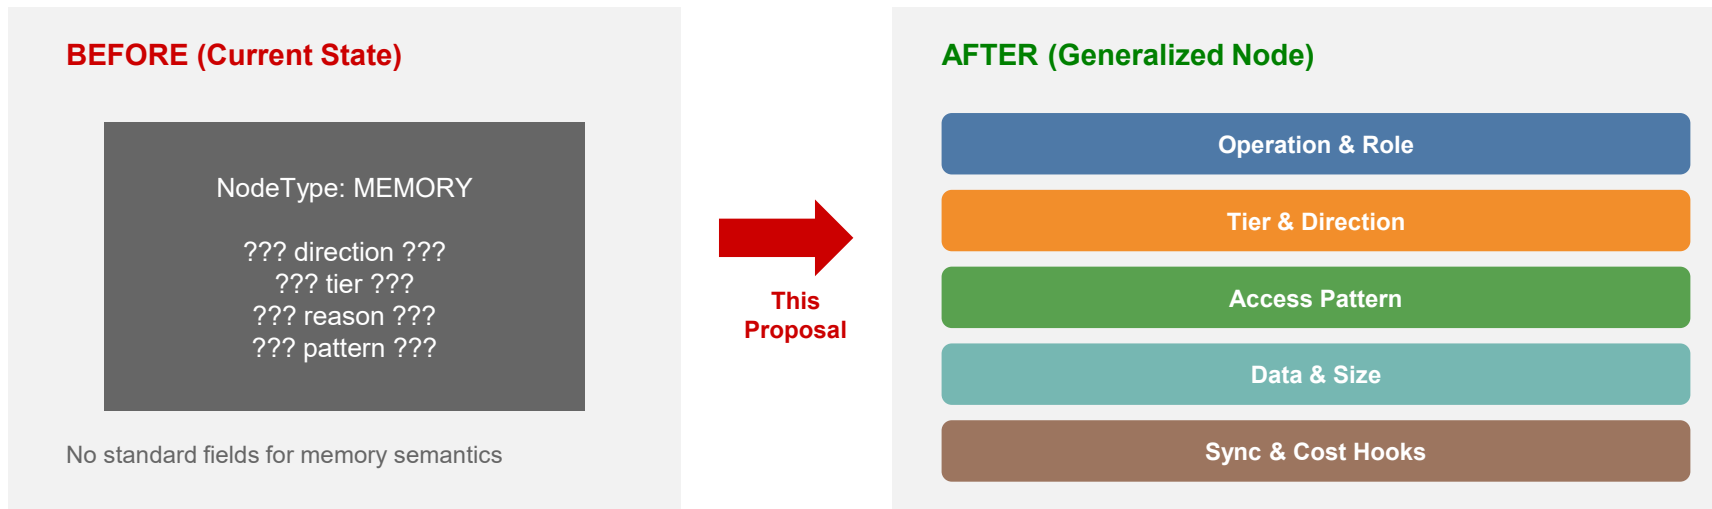 BEFORE (Current State)
NodeType: MEMORY
??? direction ???
??? tier ???
??? reason ???
??? pattern ???
No standard fields for memory semantics
This
Proposal
AFTER (Generalized Node)
Operation & Role
Tier & Direction
Access Pattern
Data & Size
Sync & Cost Hooks